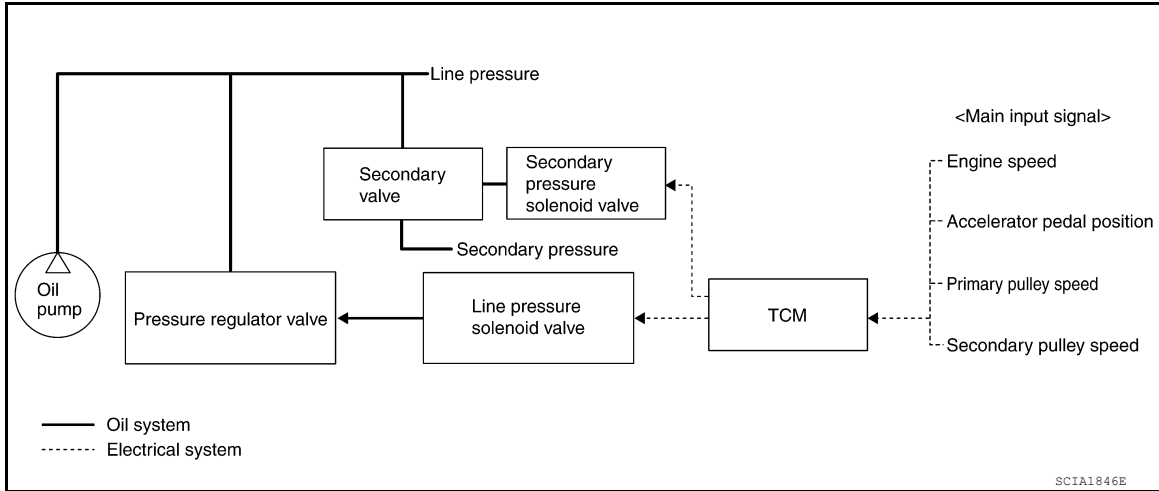 Line pressure
<Main input signal>
Secondary
valve
Secondary
pressure
solenoid valve
Engine speed
Accelerator pedal position
Secondary pressure
Oil
pump
Pressure regulator valve
Line pressure
solenoid valve
TCM
Primary pulley speed
Secondary pulley speed
Oil system
Electrical system
SCIA1846E